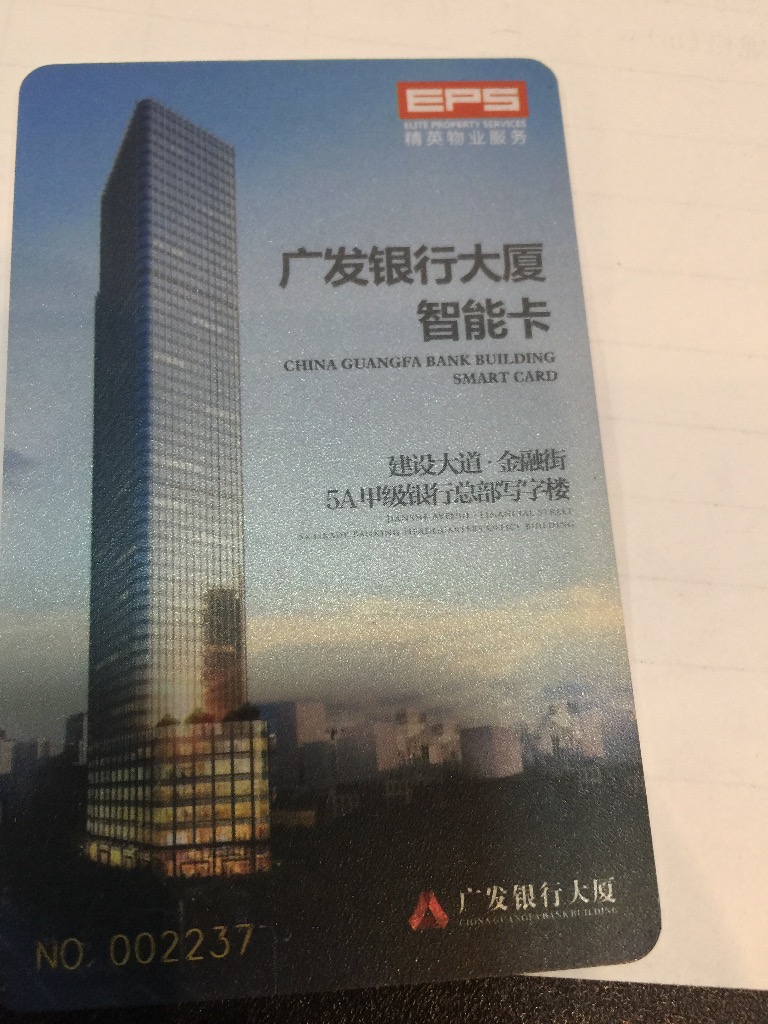 EPS
ELITE PROPERTY SERVICES
精英物业服务
广发银行大厦
智能卡
CHINA GUANGFA BANK BUILDING
SMART CARD
建设大道·金融街
5A甲级银行总部写字楼
JIANSHE AVENUE · FINANCIAL STREET
5A GRADE BANKING HEADQUARTERS OFFICE BUILDING
广发银行大厦
CHINA GUANGFA BANK BUILDING
NO. 002237